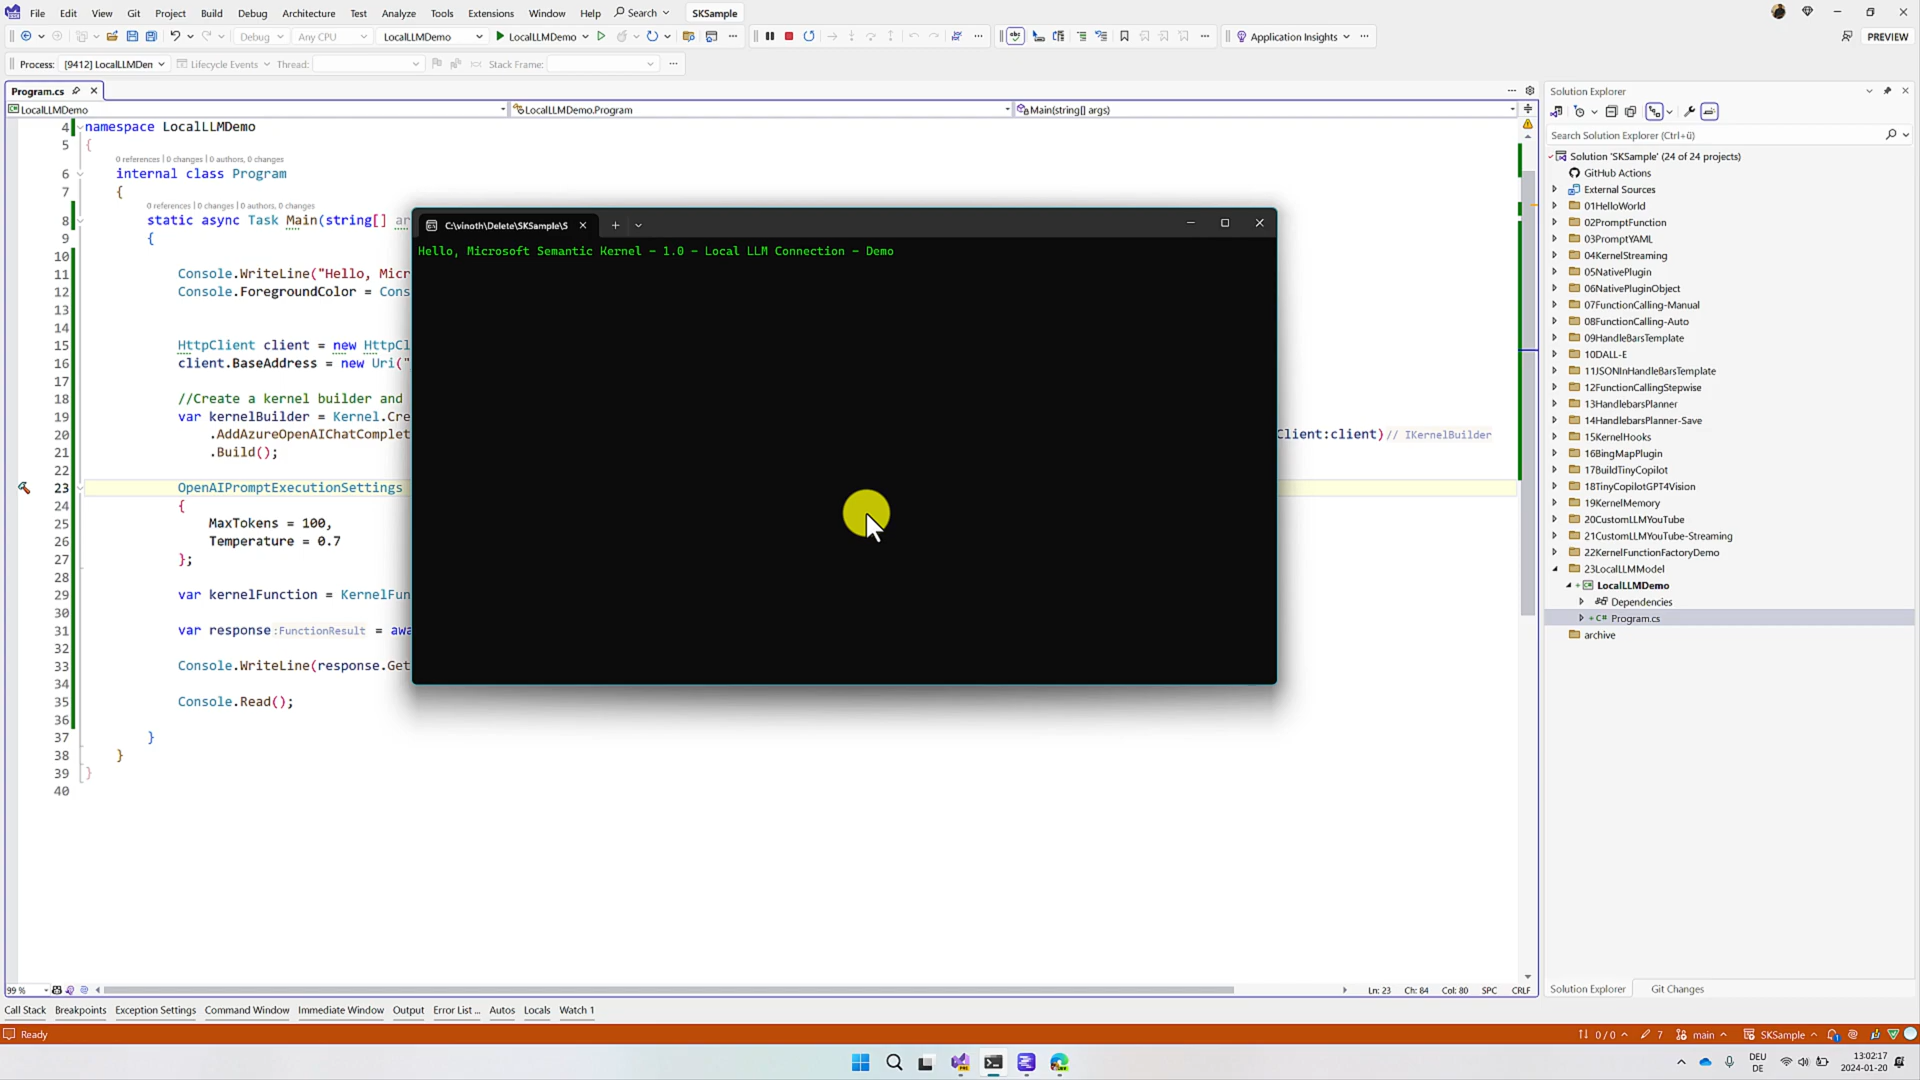 File Edit View Git Project Build Debug Architecture Test Analyze Tools Extensions Window Help Search SKSample
Debug Any CPU LocalLLMDemo LocalLLMDemo Application Insights PREVIEW
Process: [9412] LocalLLMDen Lifecycle Events Thread: Stack Frame:
Program.cs
LocalLLMDemo LocalLLMDemo.Program Main(string[] args)
4 namespace LocalLLMDemo
5 {
0 references | 0 changes | 0 authors, 0 changes
6 internal class Program
7 {
0 references | 0 changes | 0 authors, 0 changes
8 static async Task Main(string[] ar
9 {
10
11 Console.WriteLine("Hello, Micr
12 Console.ForegroundColor = Cons
13
14
15 HttpClient client = new HttpCl
16 client.BaseAddress = new Uri("
17
18 //Create a kernel builder and
19 var kernelBuilder = Kernel.Cre
20 .AddAzureOpenAIChatComplet Client:client)// IKernelBuilder
21 .Build();
22
23 OpenAIPromptExecutionSettings
24 {
25 MaxTokens = 100,
26 Temperature = 0.7
27 };
28
29 var kernelFunction = KernelFun
30
31 var response:FunctionResult = awa
32
33 Console.WriteLine(response.Get
34
35 Console.Read();
36
37 }
38 }
39 }
40
C:\vinoth\Delete\SKSample\S
Hello, Microsoft Semantic Kernel - 1.0 - Local LLM Connection - Demo
Solution Explorer
Search Solution Explorer (Ctrl+ü)
Solution 'SKSample' (24 of 24 projects)
GitHub Actions
External Sources
01HelloWorld
02PromptFunction
03PromptYAML
04KernelStreaming
05NativePlugin
06NativePluginObject
07FunctionCalling-Manual
08FunctionCalling-Auto
09HandleBarsTemplate
10DALL-E
11JSONInHandleBarsTemplate
12FunctionCallingStepwise
13HandlebarsPlanner
14HandlebarsPlanner-Save
15KernelHooks
16BingMapPlugin
17BuildTinyCopilot
18TinyCopilotGPT4Vision
19KernelMemory
20CustomLLMYouTube
21CustomLLMYouTube-Streaming
22KernelFunctionFactoryDemo
23LocalLLMModel
LocalLLMDemo
Dependencies
C# Program.cs
archive
99 % Ln: 23 Ch: 84 Col: 80 SPC CRLF
Solution Explorer Git Changes
Call Stack Breakpoints Exception Settings Command Window Immediate Window Output Error List ... Autos Locals Watch 1
Ready 0 / 0 7 main SKSample
DEU
DE
13:02:17
2024-01-20